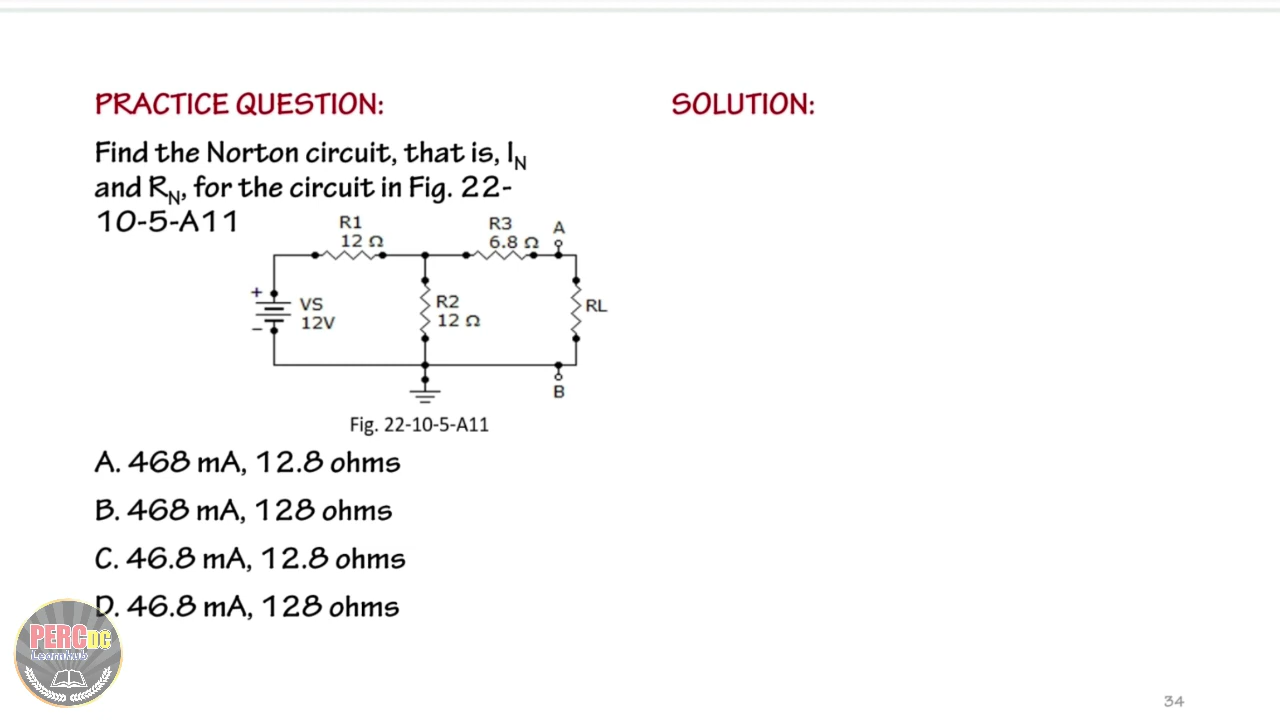 PRACTICE QUESTION:
SOLUTION:
Find the Norton circuit, that is, IN
and RN, for the circuit in Fig. 22-
10-5-A11
R1
12 Ω
R3
6.8 Ω
A
+
VS
12V
−
R2
12 Ω
RL
B
Fig. 22-10-5-A11
A. 468 mA, 12.8 ohms
B. 468 mA, 128 ohms
C. 46.8 mA, 12.8 ohms
D. 46.8 mA, 128 ohms
PERCDG
Learnhub
34